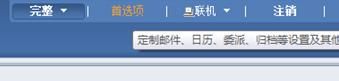 完整 | 首选项 | 联机 | 注销 |
定制邮件、日历、委派、归档等设置及其他